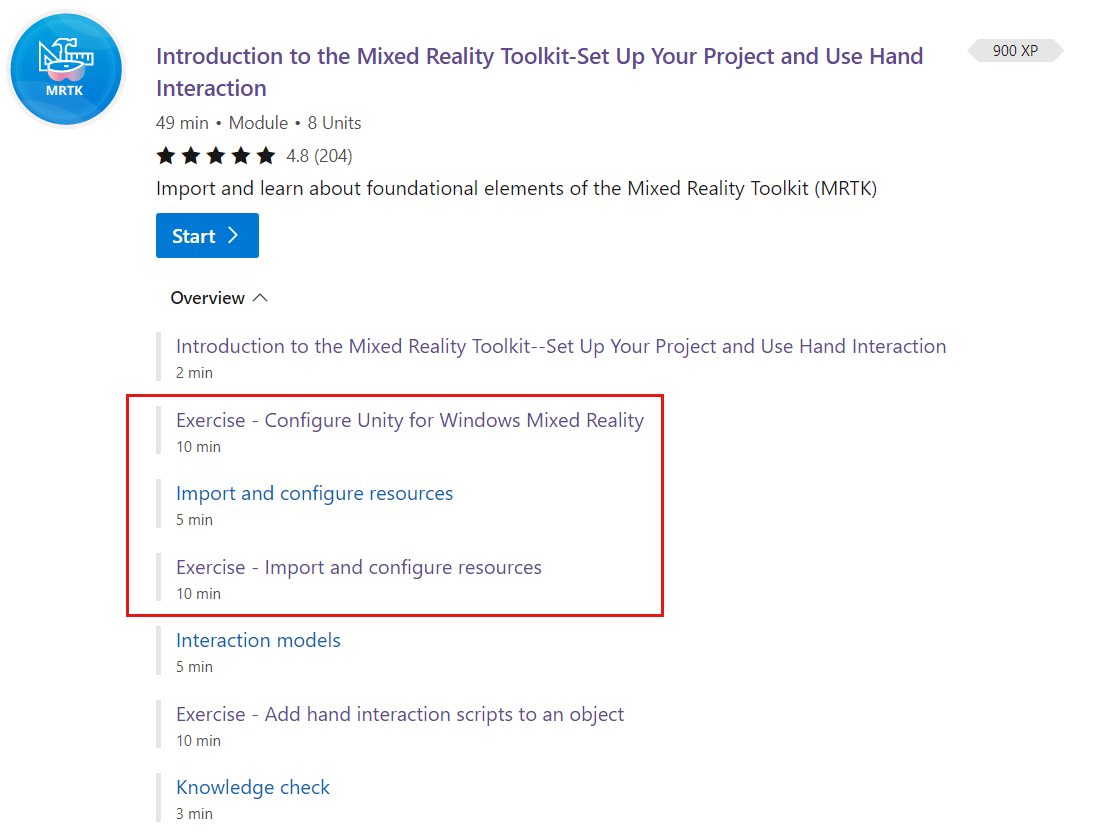 MRTK
Introduction to the Mixed Reality Toolkit-Set Up Your Project and Use Hand
Interaction
900 XP
49 min • Module • 8 Units
4.8 (204)
Import and learn about foundational elements of the Mixed Reality Toolkit (MRTK)
Start
Overview
Introduction to the Mixed Reality Toolkit--Set Up Your Project and Use Hand Interaction
2 min
Exercise - Configure Unity for Windows Mixed Reality
10 min
Import and configure resources
5 min
Exercise - Import and configure resources
10 min
Interaction models
5 min
Exercise - Add hand interaction scripts to an object
10 min
Knowledge check
3 min